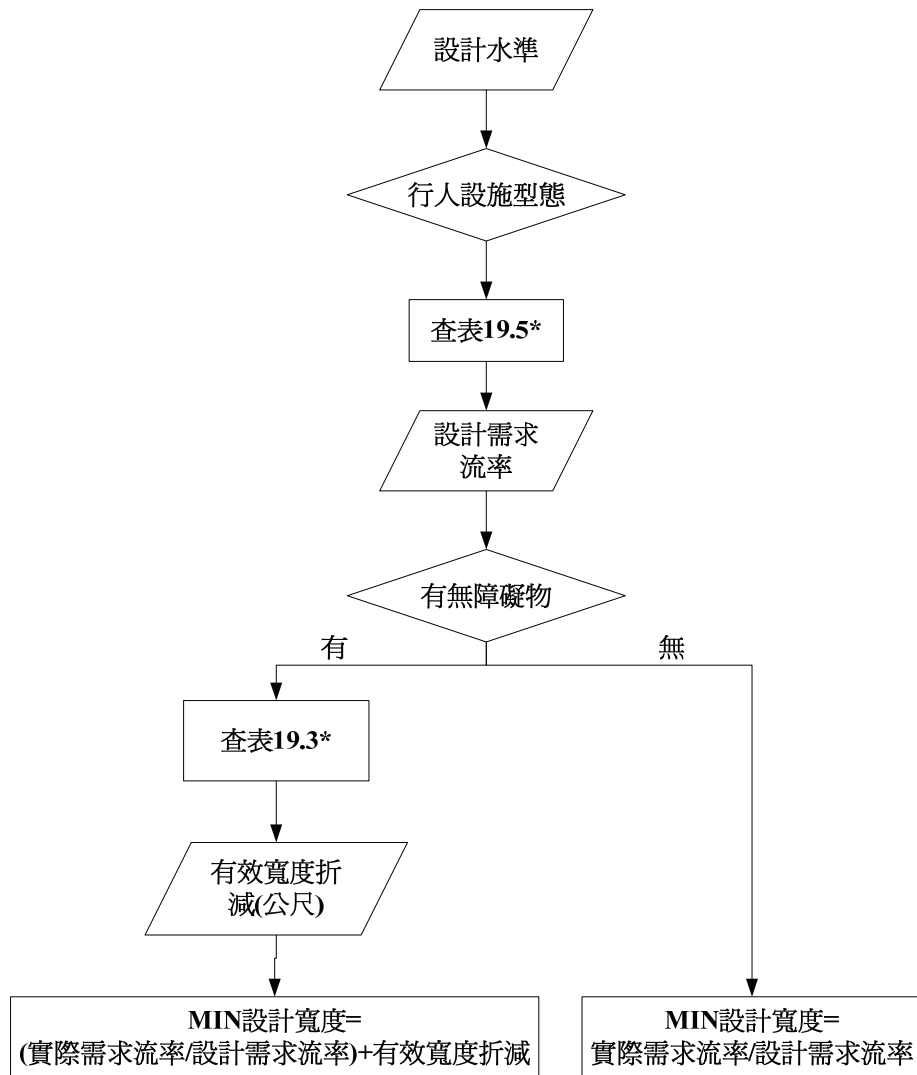 設計水準
行人設施型態
查表19.5*
設計需求
流率
有無障礙物
有
無
查表19.3*
有效寬度折
減(公尺)
MIN設計寬度=
(實際需求流率/設計需求流率)+有效寬度折減
MIN設計寬度=
實際需求流率/設計需求流率